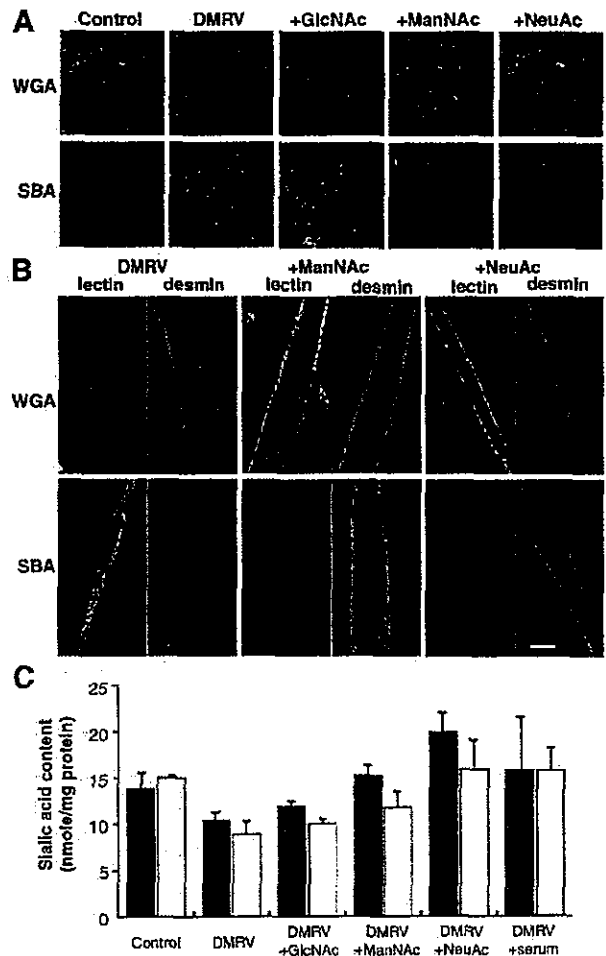 A
Control DMRV +GlcNAc +ManNAc +NeuAc
WGA
SBA
B
DMRV +ManNAc +NeuAc
lectin desmin lectin desmin lectin desmin
WGA
SBA
C
Sialic acid content
(nmole/mg protein)
25
20
15
10
5
0
Control DMRV DMRV +GlcNAc DMRV +ManNAc DMRV +NeuAc DMRV +serum